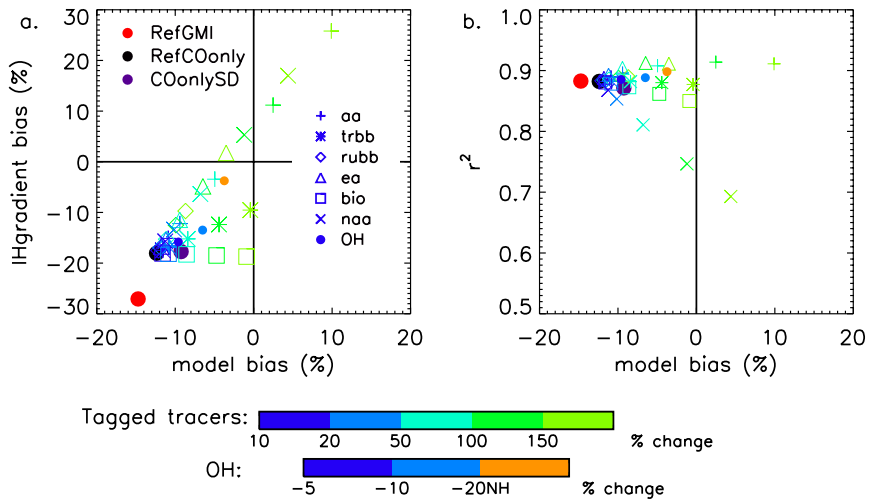 a.
b.
RefGMI
RefCOonly
COonlySD
aa
trbb
rubb
ea
bio
naa
OH
IHgradient bias (%)
30
20
10
0
−10
−20
−30
−20
−10
0
10
20
model bias (%)
r²
1.0
0.9
0.8
0.7
0.6
0.5
−20
−10
0
10
20
model bias (%)
Tagged tracers:
10 20 50 100 150 % change
OH:
−5 −10 −20NH % change